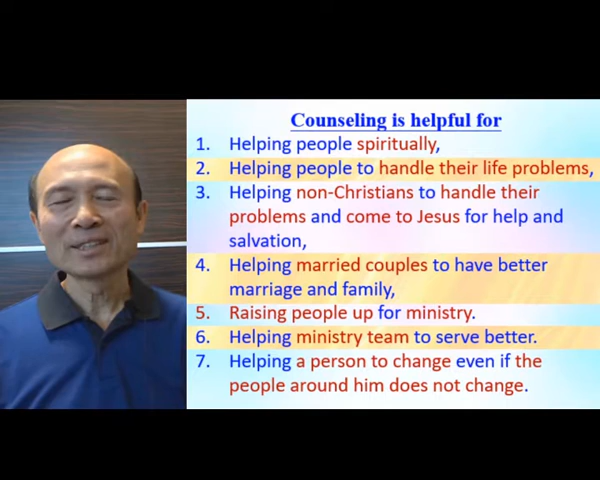 Counseling is helpful for
1. Helping people spiritually,
2. Helping people to handle their life problems,
3. Helping non-Christians to handle their
problems and come to Jesus for help and
salvation,
4. Helping married couples to have better
marriage and family,
5. Raising people up for ministry.
6. Helping ministry team to serve better.
7. Helping a person to change even if the
people around him does not change.